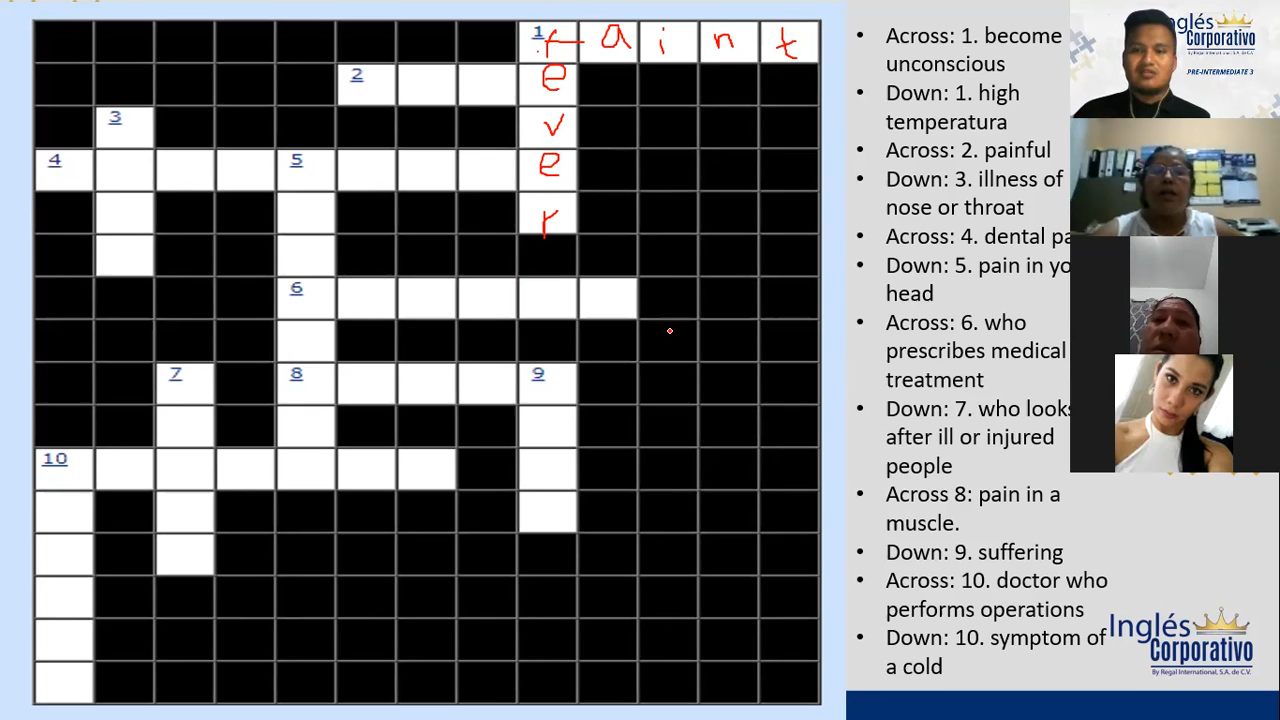 1 f a i n t
2 e
3 v
4 5 e
r
6
7 8 9
10
• Across: 1. become
unconscious
• Down: 1. high
temperatura
• Across: 2. painful
• Down: 3. illness of
nose or throat
• Across: 4. dental pa
• Down: 5. pain in yo
head
• Across: 6. who
prescribes medical
treatment
• Down: 7. who looks
after ill or injured
people
• Across 8: pain in a
muscle.
• Down: 9. suffering
• Across: 10. doctor who
performs operations
• Down: 10. symptom of
a cold
Inglés
Corporativo
By Regal International, S.A. de C.V.
PRE-INTERMEDIATE 3
Inglés
Corporativo
By Regal International, S.A. de C.V.